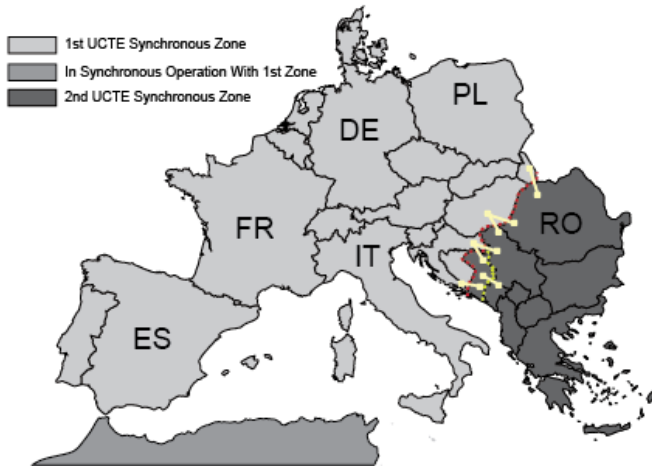 1st UCTE Synchronous Zone
In Synchronous Operation With 1st Zone
2nd UCTE Synchronous Zone
PL
DE
FR
RO
IT
ES